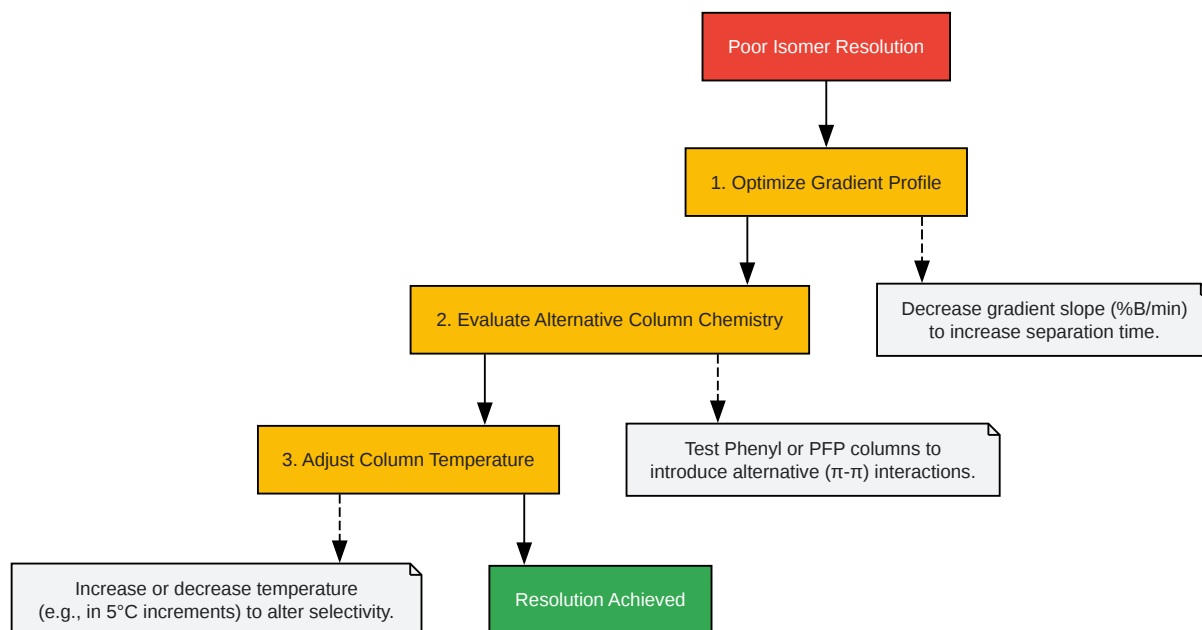 Poor Isomer Resolution
1. Optimize Gradient Profile
Decrease gradient slope (%B/min)
to increase separation time.
2. Evaluate Alternative Column Chemistry
Test Phenyl or PFP columns to
introduce alternative (π-π) interactions.
3. Adjust Column Temperature
Increase or decrease temperature
(e.g., in 5°C increments) to alter selectivity.
Resolution Achieved